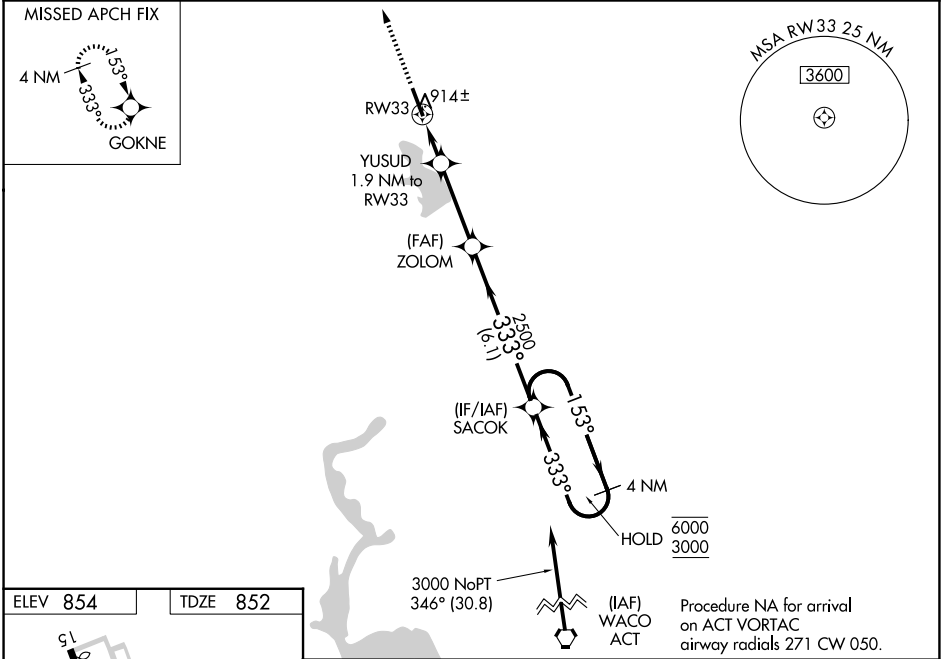 MISSED APCH FIX
4 NM
153°
333°
GOKNE
RW33
914±
YUSUD
1.9 NM to
RW33
(FAF)
ZOLOM
2500
333°
(6.1)
(IF/IAF)
SACOK
153°
333°
4 NM
HOLD
6000
3000
3000 NoPT
346° (30.8)
(IAF)
WACO
ACT
Procedure NA for arrival
on ACT VORTAC
airway radials 271 CW 050.
MSA RW33 25 NM
3600
ELEV 854
TDZE 852
15